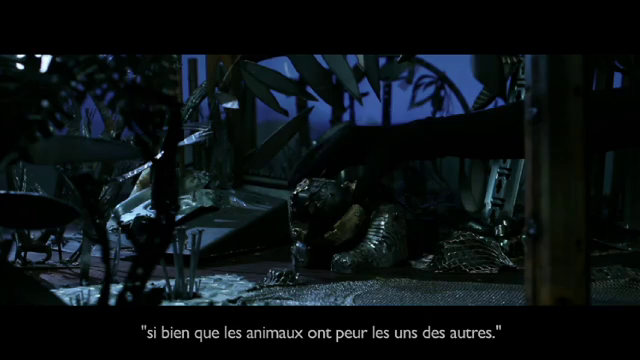 "si bien que les animaux ont peur les uns des autres."